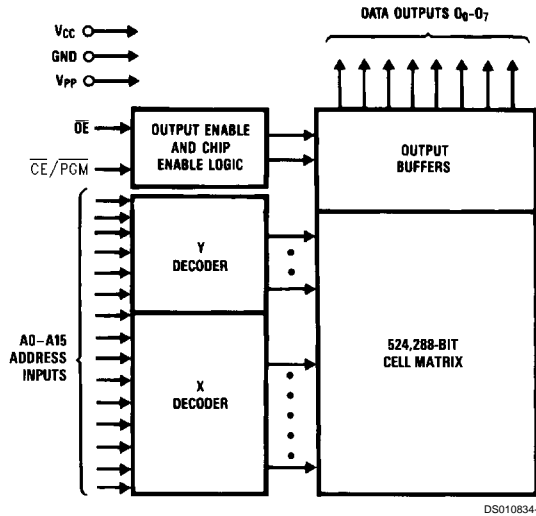 DATA OUTPUTS O0-O7
VCC
GND
VPP
OE
CE/PGM
OUTPUT ENABLE
AND CHIP
ENABLE LOGIC
OUTPUT
BUFFERS
Y
DECODER
A0-A15
ADDRESS
INPUTS
X
DECODER
524,288-BIT
CELL MATRIX
DS010834-